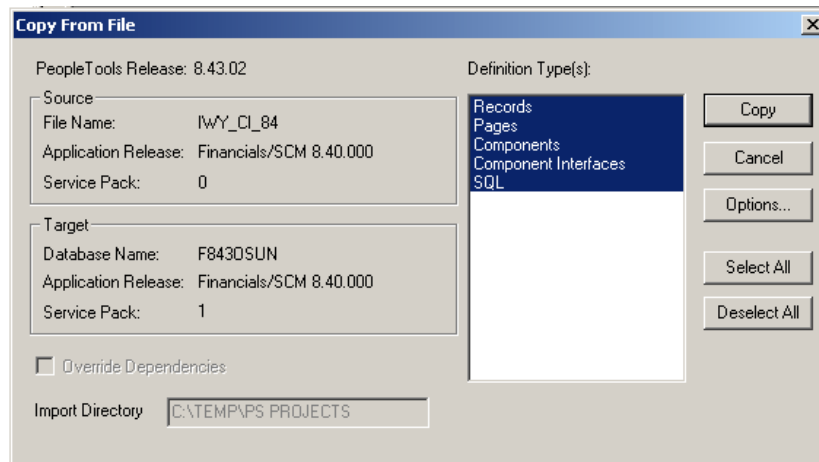 Copy From File
PeopleTools Release: 8.43.02
Source
File Name: IWY_CI_84
Application Release: Financials/SCM 8.40.000
Service Pack: 0
Target
Database Name: F843OSUN
Application Release: Financials/SCM 8.40.000
Service Pack: 1
Override Dependencies
Import Directory C:\TEMP\PS PROJECTS
Definition Type(s):
Records
Pages
Components
Component Interfaces
SQL
Copy
Cancel
Options...
Select All
Deselect All